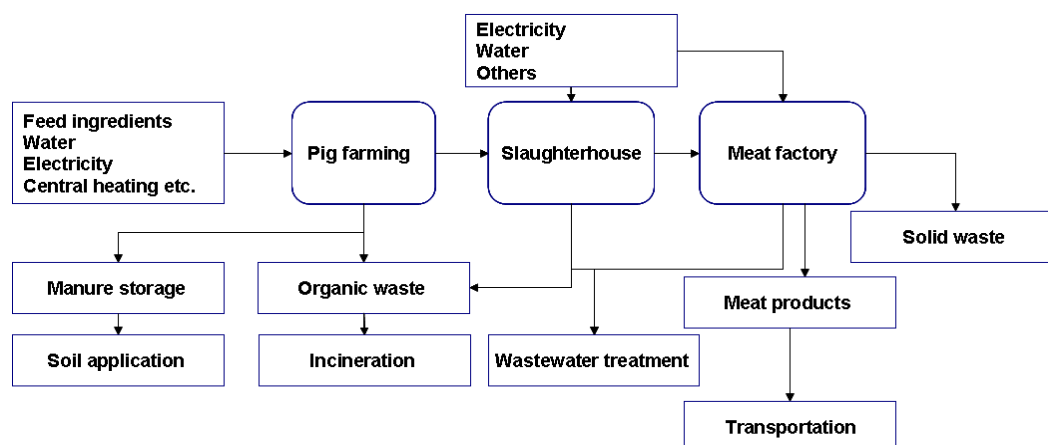 Electricity
Water
Others
Feed ingredients
Water
Electricity
Central heating etc.
Pig farming
Slaughterhouse
Meat factory
Solid waste
Manure storage
Organic waste
Meat products
Soil application
Incineration
Wastewater treatment
Transportation